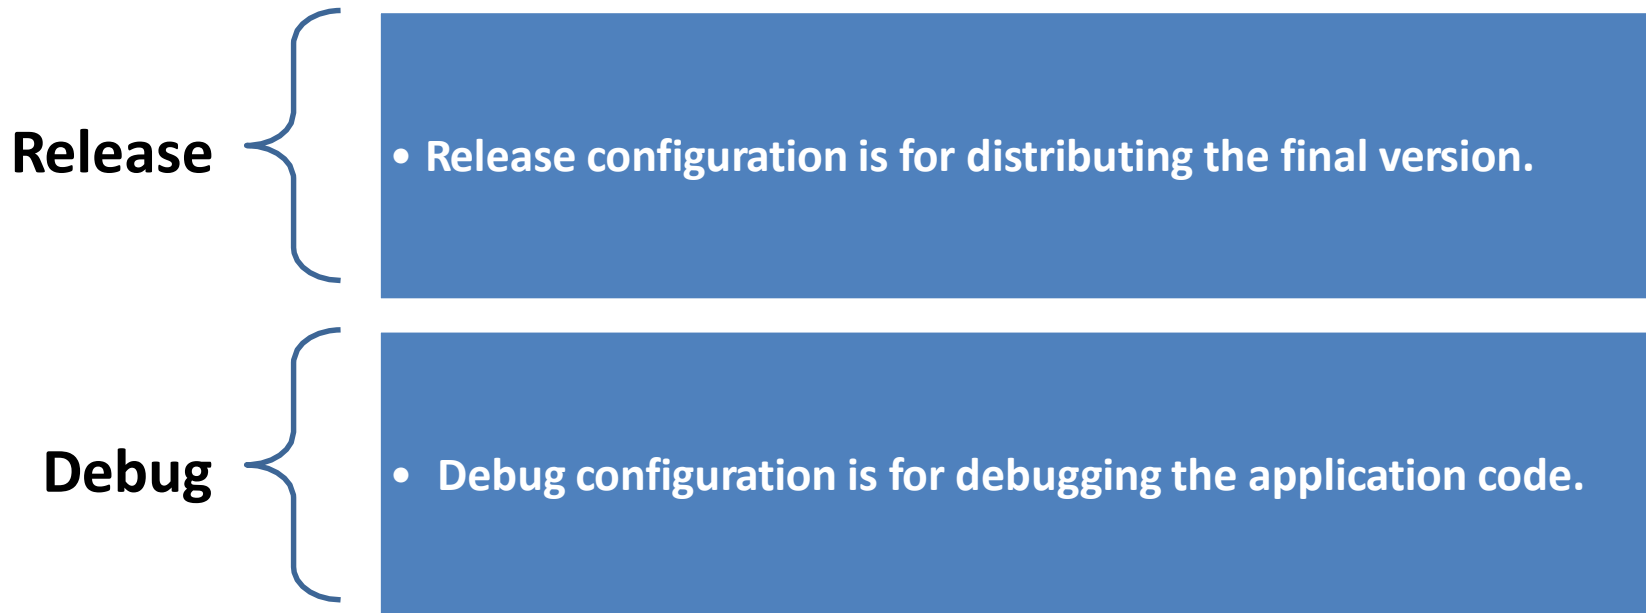 Release
• Release configuration is for distributing the final version.
Debug
• Debug configuration is for debugging the application code.